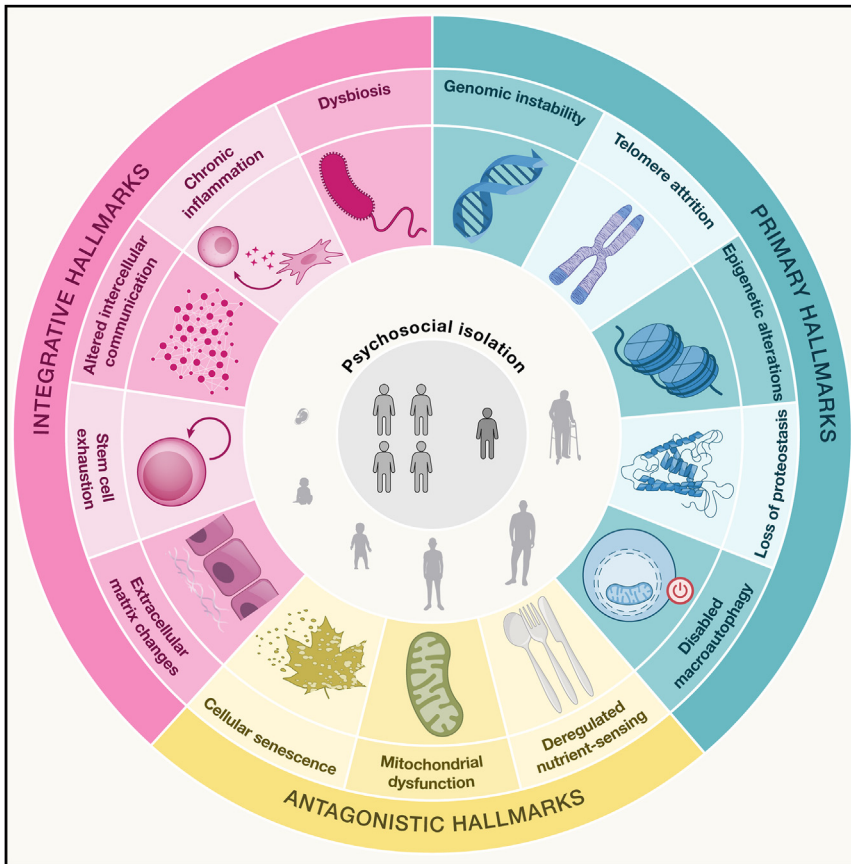 PRIMARY HALLMARKS
Genomic instability
Telomere attrition
Epigenetic alterations
Loss of proteostasis
Disabled
macroautophagy
ANTAGONISTIC HALLMARKS
Deregulated
nutrient-sensing
Mitochondrial
dysfunction
Cellular senescence
INTEGRATIVE HALLMARKS
Extracellular
matrix changes
Stem cell
exhaustion
Altered intercellular
communication
Chronic
inflammation
Dysbiosis
Psychosocial isolation